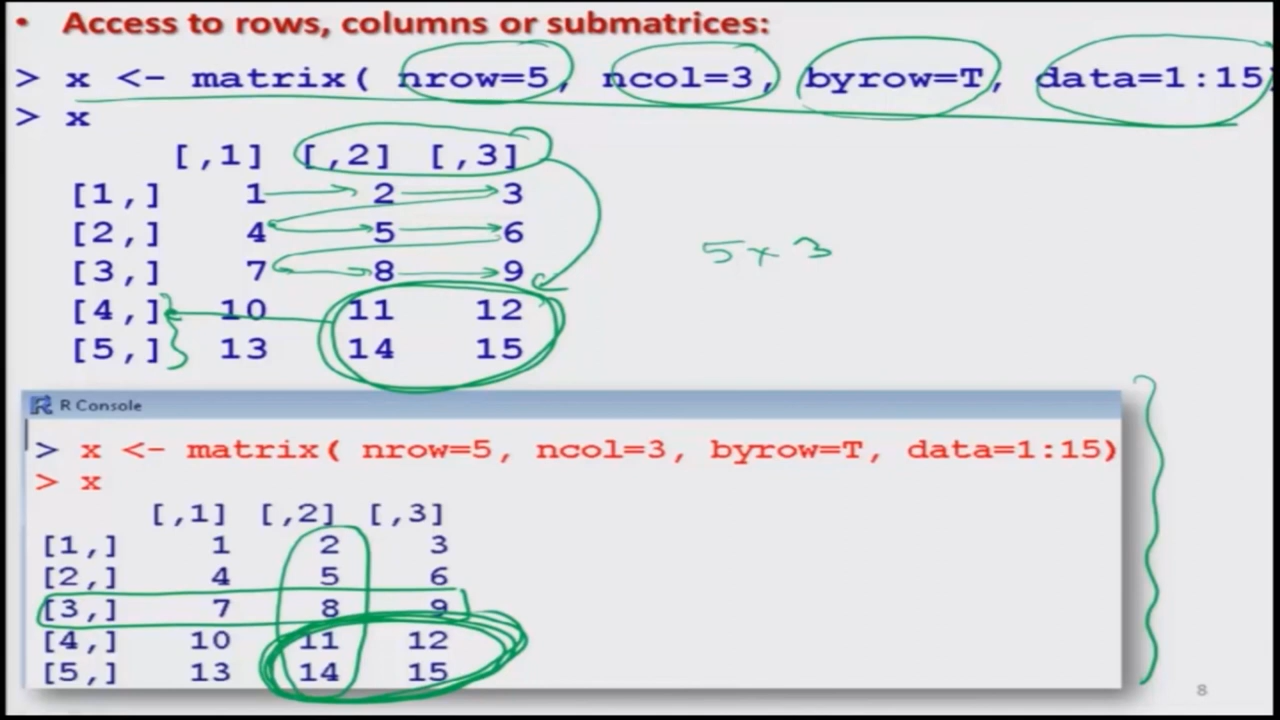 • Access to rows, columns or submatrices:
> x <- matrix( nrow=5, ncol=3, byrow=T, data=1:15)
> x
[,1] [,2] [,3]
[1,] 1 2 3
[2,] 4 5 6
[3,] 7 8 9
[4,] 10 11 12
[5,] 13 14 15
5x3
R Console
> x <- matrix( nrow=5, ncol=3, byrow=T, data=1:15)
> x
[,1] [,2] [,3]
[1,] 1 2 3
[2,] 4 5 6
[3,] 7 8 9
[4,] 10 11 12
[5,] 13 14 15
8